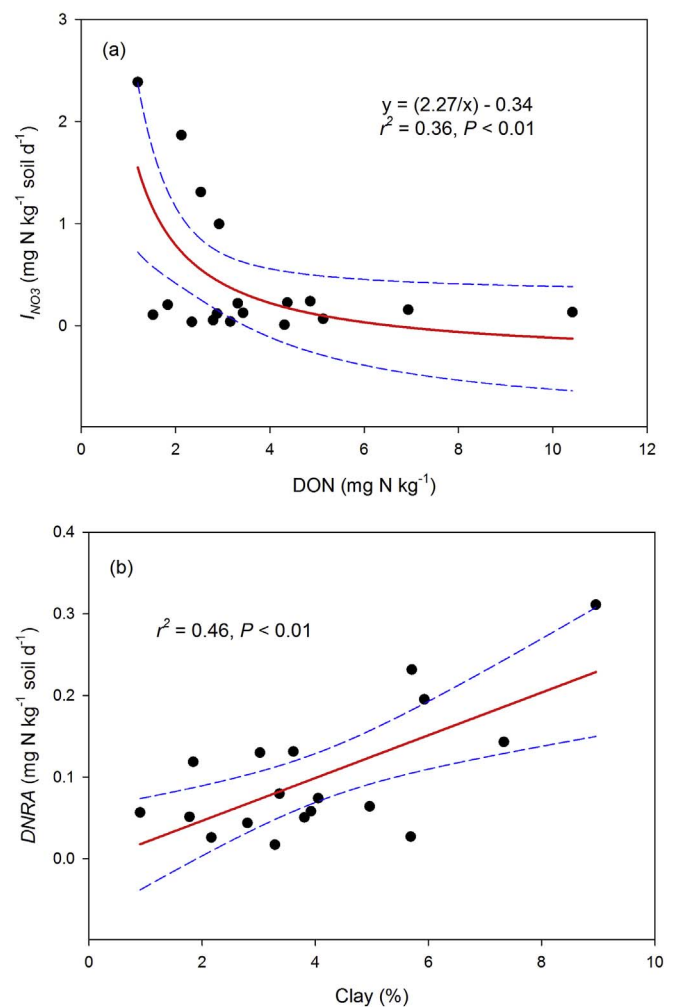 (a)
y = (2.27/x) - 0.34
r² = 0.36, P < 0.01
I_NO3 (mg N kg⁻¹ soil d⁻¹)
3
2
1
0
0 2 4 6 8 10 12
DON (mg N kg⁻¹)
(b)
r² = 0.46, P < 0.01
DNRA (mg N kg⁻¹ soil d⁻¹)
0.4
0.3
0.2
0.1
0.0
0 2 4 6 8 10
Clay (%)